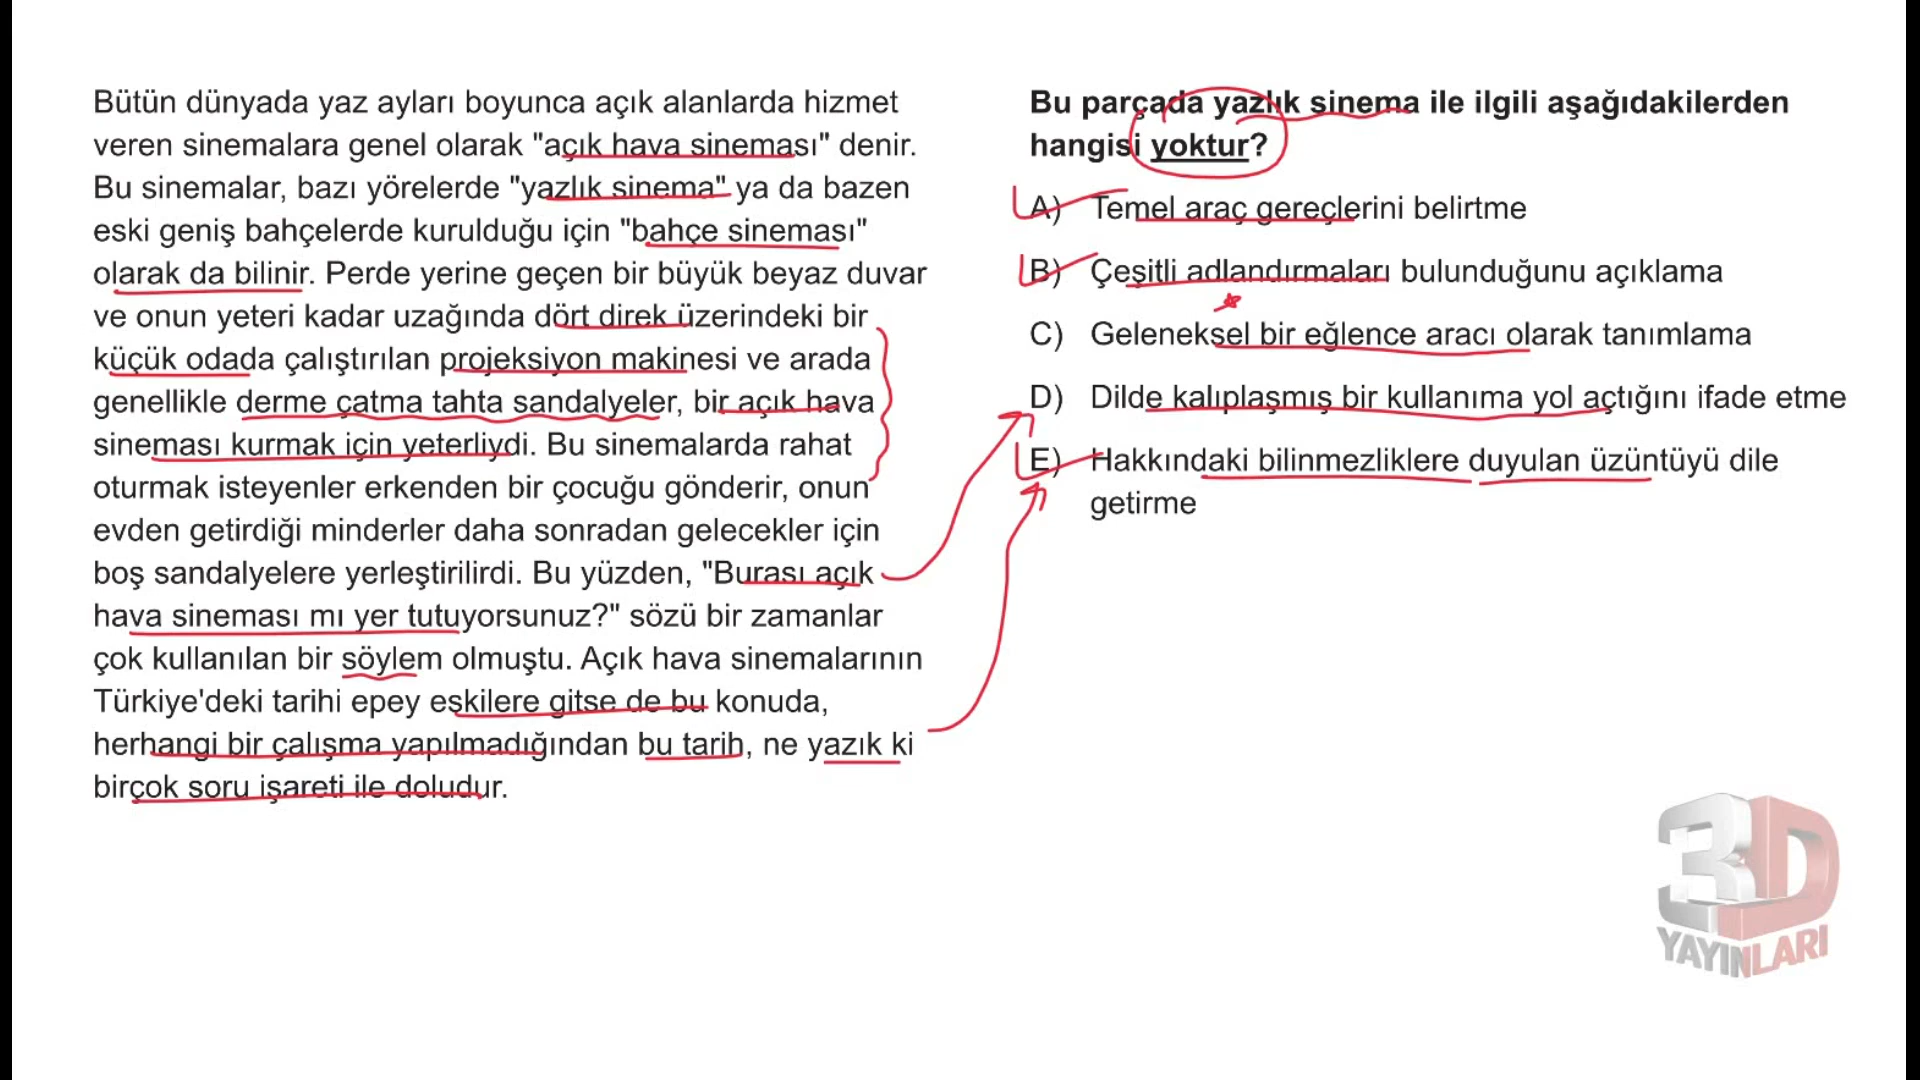 Bütün dünyada yaz ayları boyunca açık alanlarda hizmet
veren sinemalara genel olarak "açık hava sineması" denir.
Bu sinemalar, bazı yörelerde "yazlık sinema" ya da bazen
eski geniş bahçelerde kurulduğu için "bahçe sineması"
olarak da bilinir. Perde yerine geçen bir büyük beyaz duvar
ve onun yeteri kadar uzağında dört direk üzerindeki bir
küçük odada çalıştırılan projeksiyon makinesi ve arada
genellikle derme çatma tahta sandalyeler, bir açık hava
sineması kurmak için yeterliydi. Bu sinemalarda rahat
oturmak isteyenler erkenden bir çocuğu gönderir, onun
evden getirdiği minderler daha sonradan gelecekler için
boş sandalyelere yerleştirilirdi. Bu yüzden, "Burası açık
hava sineması mı yer tutuyorsunuz?" sözü bir zamanlar
çok kullanılan bir söylem olmuştu. Açık hava sinemalarının
Türkiye'deki tarihi epey eskilere gitse de bu konuda,
herhangi bir çalışma yapılmadığından bu tarih, ne yazık ki
birçok soru işareti ile doludur.
Bu parçada yazlık sinema ile ilgili aşağıdakilerden
hangisi yoktur?
A) Temel araç gereçlerini belirtme
B) Çeşitli adlandırmaları bulunduğunu açıklama
C) Geleneksel bir eğlence aracı olarak tanımlama
D) Dilde kalıplaşmış bir kullanıma yol açtığını ifade etme
E) Hakkındaki bilinmezliklere duyulan üzüntüyü dile
getirme
3D
YAYINLARI